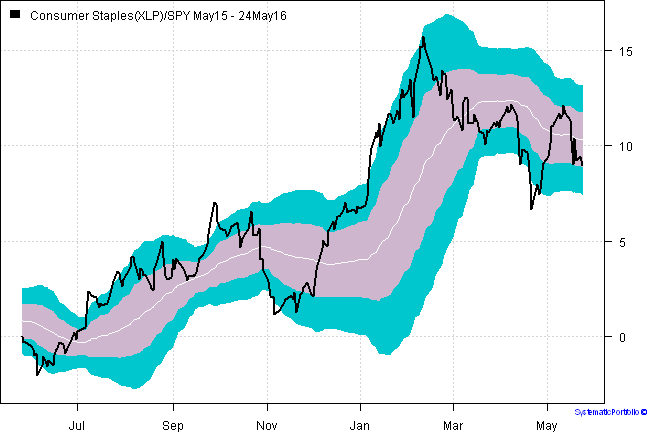 Consumer Staples(XLP)/SPY May15 - 24May16
15
10
5
0
Jul Sep Nov Jan Mar May
SystematicPortfolio ©